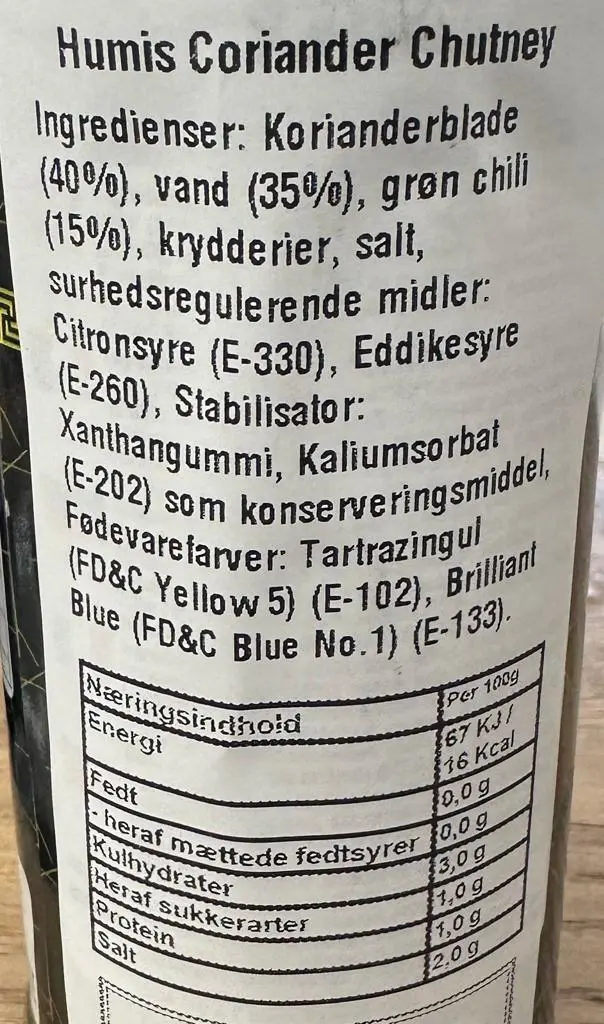 Humis Coriander Chutney
Ingredienser: Korianderblade
(40%), vand (35%), grøn chili
(15%), krydderier, salt,
surhedsregulerende midler:
Citronsyre (E-330), Eddikesyre
(E-260), Stabilisator:
Xanthangummi, Kaliumsorbat
(E-202) som konserveringsmiddel,
Fødevarefarver: Tartrazingul
(FD&C Yellow 5) (E-102), Brilliant
Blue (FD&C Blue No.1) (E-133).
Næringsindhold Per 100g
Energi 67 KJ/
16 Kcal
Fedt 0,0 g
- heraf mættede fedtsyrer 0,0 g
Kulhydrater 3,0 g
Heraf sukkerarter 1,0 g
Protein 1,0 g
Salt 2,0 g